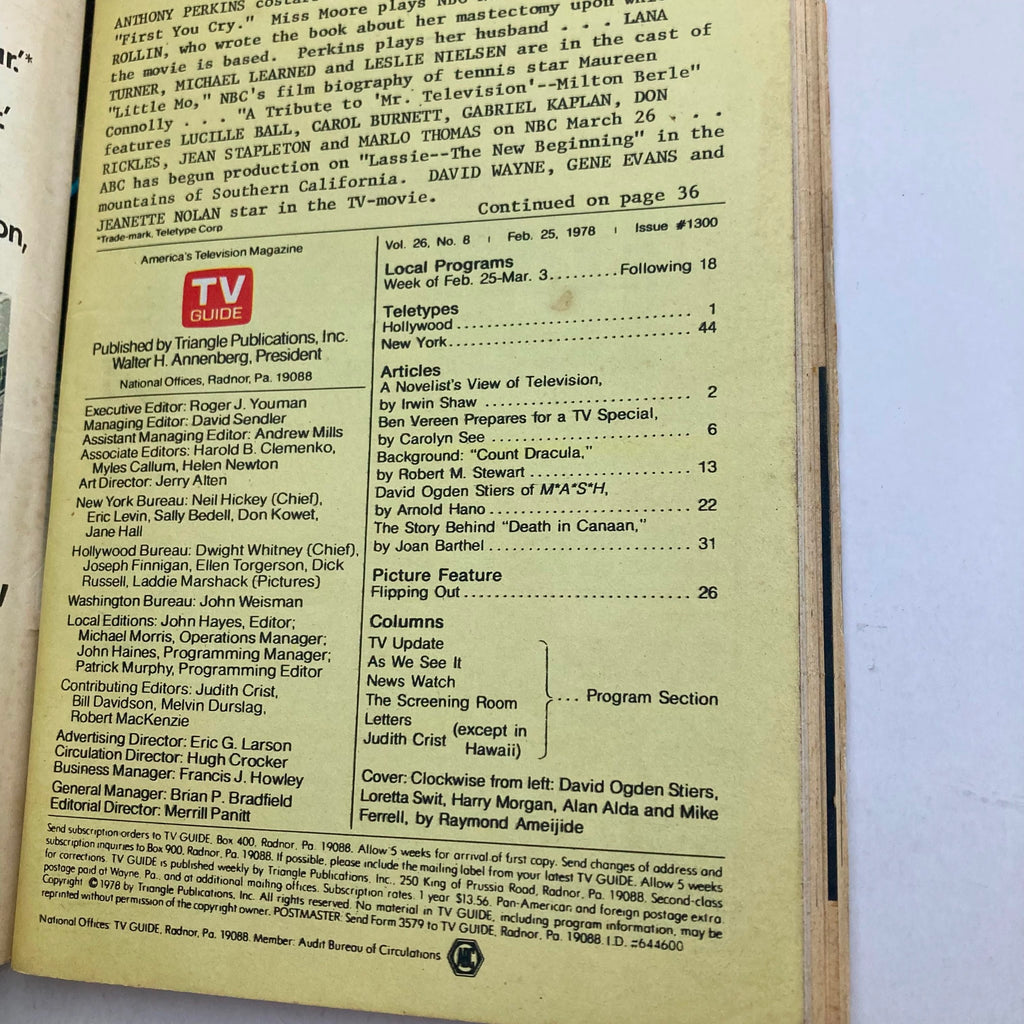 ANTHONY PERKINS
"First You Cry." Miss Moore plays NBC
ROLLIN, who wrote the book about her mastectomy upon
the movie is based. Perkins plays her husband . . . LANA
TURNER, MICHAEL LEARNED and LESLIE NIELSEN are in the cast of
"Little Mo," NBC's film biography of tennis star Maureen
Connolly . . . "A Tribute to 'Mr. Television'--Milton Berle"
features LUCILLE BALL, CAROL BURNETT, GABRIEL KAPLAN, DON
RICKLES, JEAN STAPLETON and MARLO THOMAS on NBC March 26 . . .
ABC has begun production on "Lassie--The New Beginning" in the
mountains of Southern California. DAVID WAYNE, GENE EVANS and
JEANETTE NOLAN star in the TV-movie. Continued on page 36
*Trade-mark, Teletype Corp
America's Television Magazine
TV
GUIDE
Published by Triangle Publications, Inc.
Walter H. Annenberg, President
National Offices, Radnor, Pa. 19088
Executive Editor: Roger J. Youman
Managing Editor: David Sendler
Assistant Managing Editor: Andrew Mills
Associate Editors: Harold B. Clemenko,
Myles Callum, Helen Newton
Art Director: Jerry Alten
New York Bureau: Neil Hickey (Chief),
Eric Levin, Sally Bedell, Don Kowet,
Jane Hall
Hollywood Bureau: Dwight Whitney (Chief),
Joseph Finnigan, Ellen Torgerson, Dick
Russell, Laddie Marshack (Pictures)
Washington Bureau: John Weisman
Local Editions: John Hayes, Editor;
Michael Morris, Operations Manager;
John Haines, Programming Manager;
Patrick Murphy, Programming Editor
Contributing Editors: Judith Crist,
Bill Davidson, Melvin Durslag,
Robert MacKenzie
Advertising Director: Eric G. Larson
Circulation Director: Hugh Crocker
Business Manager: Francis J. Howley
General Manager: Brian P. Bradfield
Editorial Director: Merrill Panitt
Vol. 26, No. 8 | Feb. 25, 1978 | Issue #1300
Local Programs
Week of Feb. 25-Mar. 3.........Following 18
Teletypes
Hollywood ........ 1
New York........ 44
Articles
A Novelist's View of Television,
by Irwin Shaw ........ 2
Ben Vereen Prepares for a TV Special,
by Carolyn See ........ 6
Background: "Count Dracula,"
by Robert M. Stewart ........ 13
David Ogden Stiers of M*A*S*H,
by Arnold Hano ........ 22
The Story Behind "Death in Canaan,"
by Joan Barthel ........ 31
Picture Feature
Flipping Out ........ 26
Columns
TV Update
As We See It
News Watch
The Screening Room
Letters
Judith Crist (except in
Hawaii)
... Program Section
Cover: Clockwise from left: David Ogden Stiers,
Loretta Swit, Harry Morgan, Alan Alda and Mike
Ferrell, by Raymond Ameijide
Send subscription orders to TV GUIDE, Box 400, Radnor, Pa. 19088. Allow 5 weeks for arrival of first copy. Send changes of address and
subscription inquiries to Box 900, Radnor, Pa. 19088. If possible, please include the mailing label from your latest TV GUIDE. Allow 5 weeks
for corrections. TV GUIDE is published weekly by Triangle Publications, Inc., 250 King of Prussia Road, Radnor, Pa. 19088. Second-class
postage paid at Wayne, Pa., and at additional mailing offices. Subscription rates: 1 year $13.56. Pan-American and foreign postage extra.
Copyright © 1978 by Triangle Publications, Inc. All rights reserved. No material in TV GUIDE, including program information, may be
reprinted without permission of the copyright owner. POSTMASTER: Send Form 3579 to TV GUIDE, Radnor, Pa. 19088. I.D. #644600
National Offices: TV GUIDE, Radnor, Pa. 19088. Member: Audit Bureau of Circulations